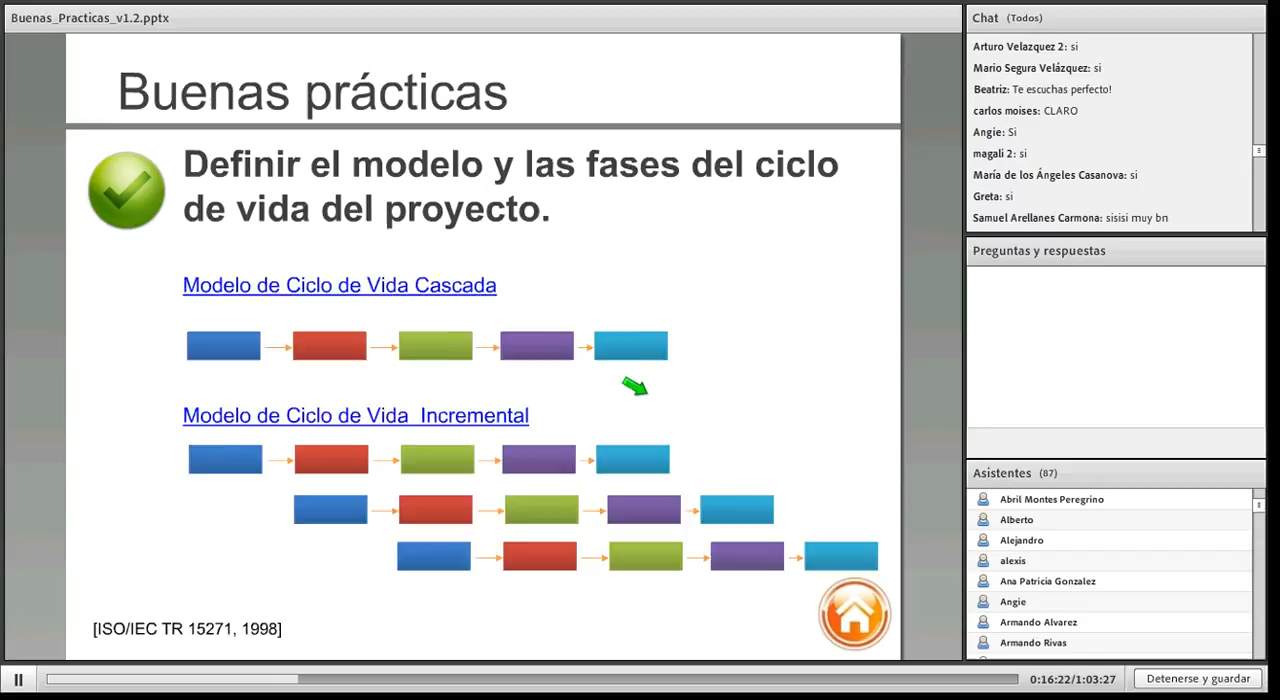 Buenas_Practicas_v1.2.pptx
Buenas prácticas
Definir el modelo y las fases del ciclo
de vida del proyecto.
Modelo de Ciclo de Vida Cascada
Modelo de Ciclo de Vida  Incremental
[ISO/IEC TR 15271, 1998]
Chat (Todos)
Arturo Velazquez 2: si
Mario Segura Velázquez: si
Beatriz: Te escuchas perfecto!
carlos moises: CLARO
Angie: Si
magali 2: si
María de los Ángeles Casanova: si
Greta: si
Samuel Arellanes Carmona: sisisi muy bn
Preguntas y respuestas
Asistentes (87)
Abril Montes Peregrino
Alberto
Alejandro
alexis
Ana Patricia Gonzalez
Angie
Armando Alvarez
Armando Rivas
0:16:22/1:03:27
Detenerse y guardar